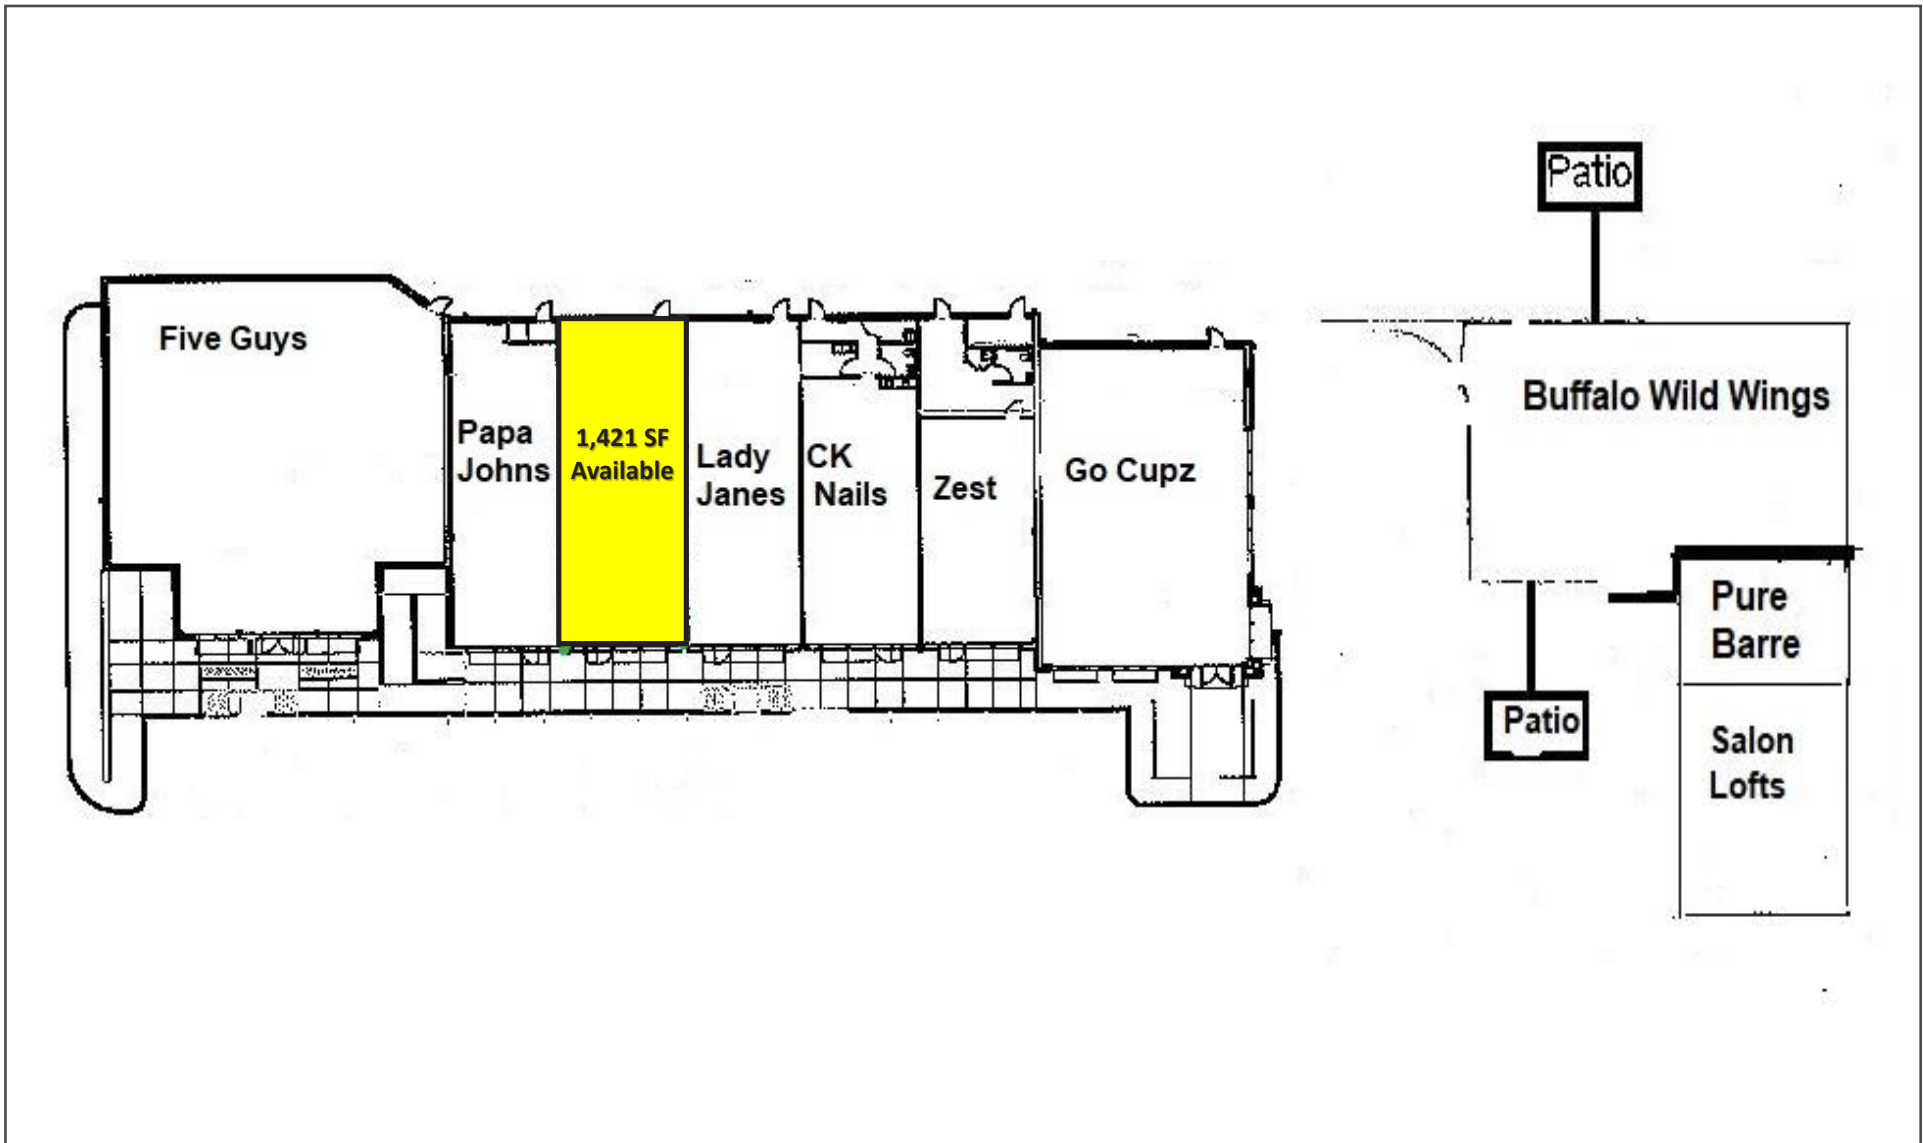 Patio
Five Guys
Papa
Johns
1,421 SF
Available
Lady
Janes
CK
Nails
Zest
Go Cupz
Buffalo Wild Wings
Pure
Barre
Patio
Salon
Lofts